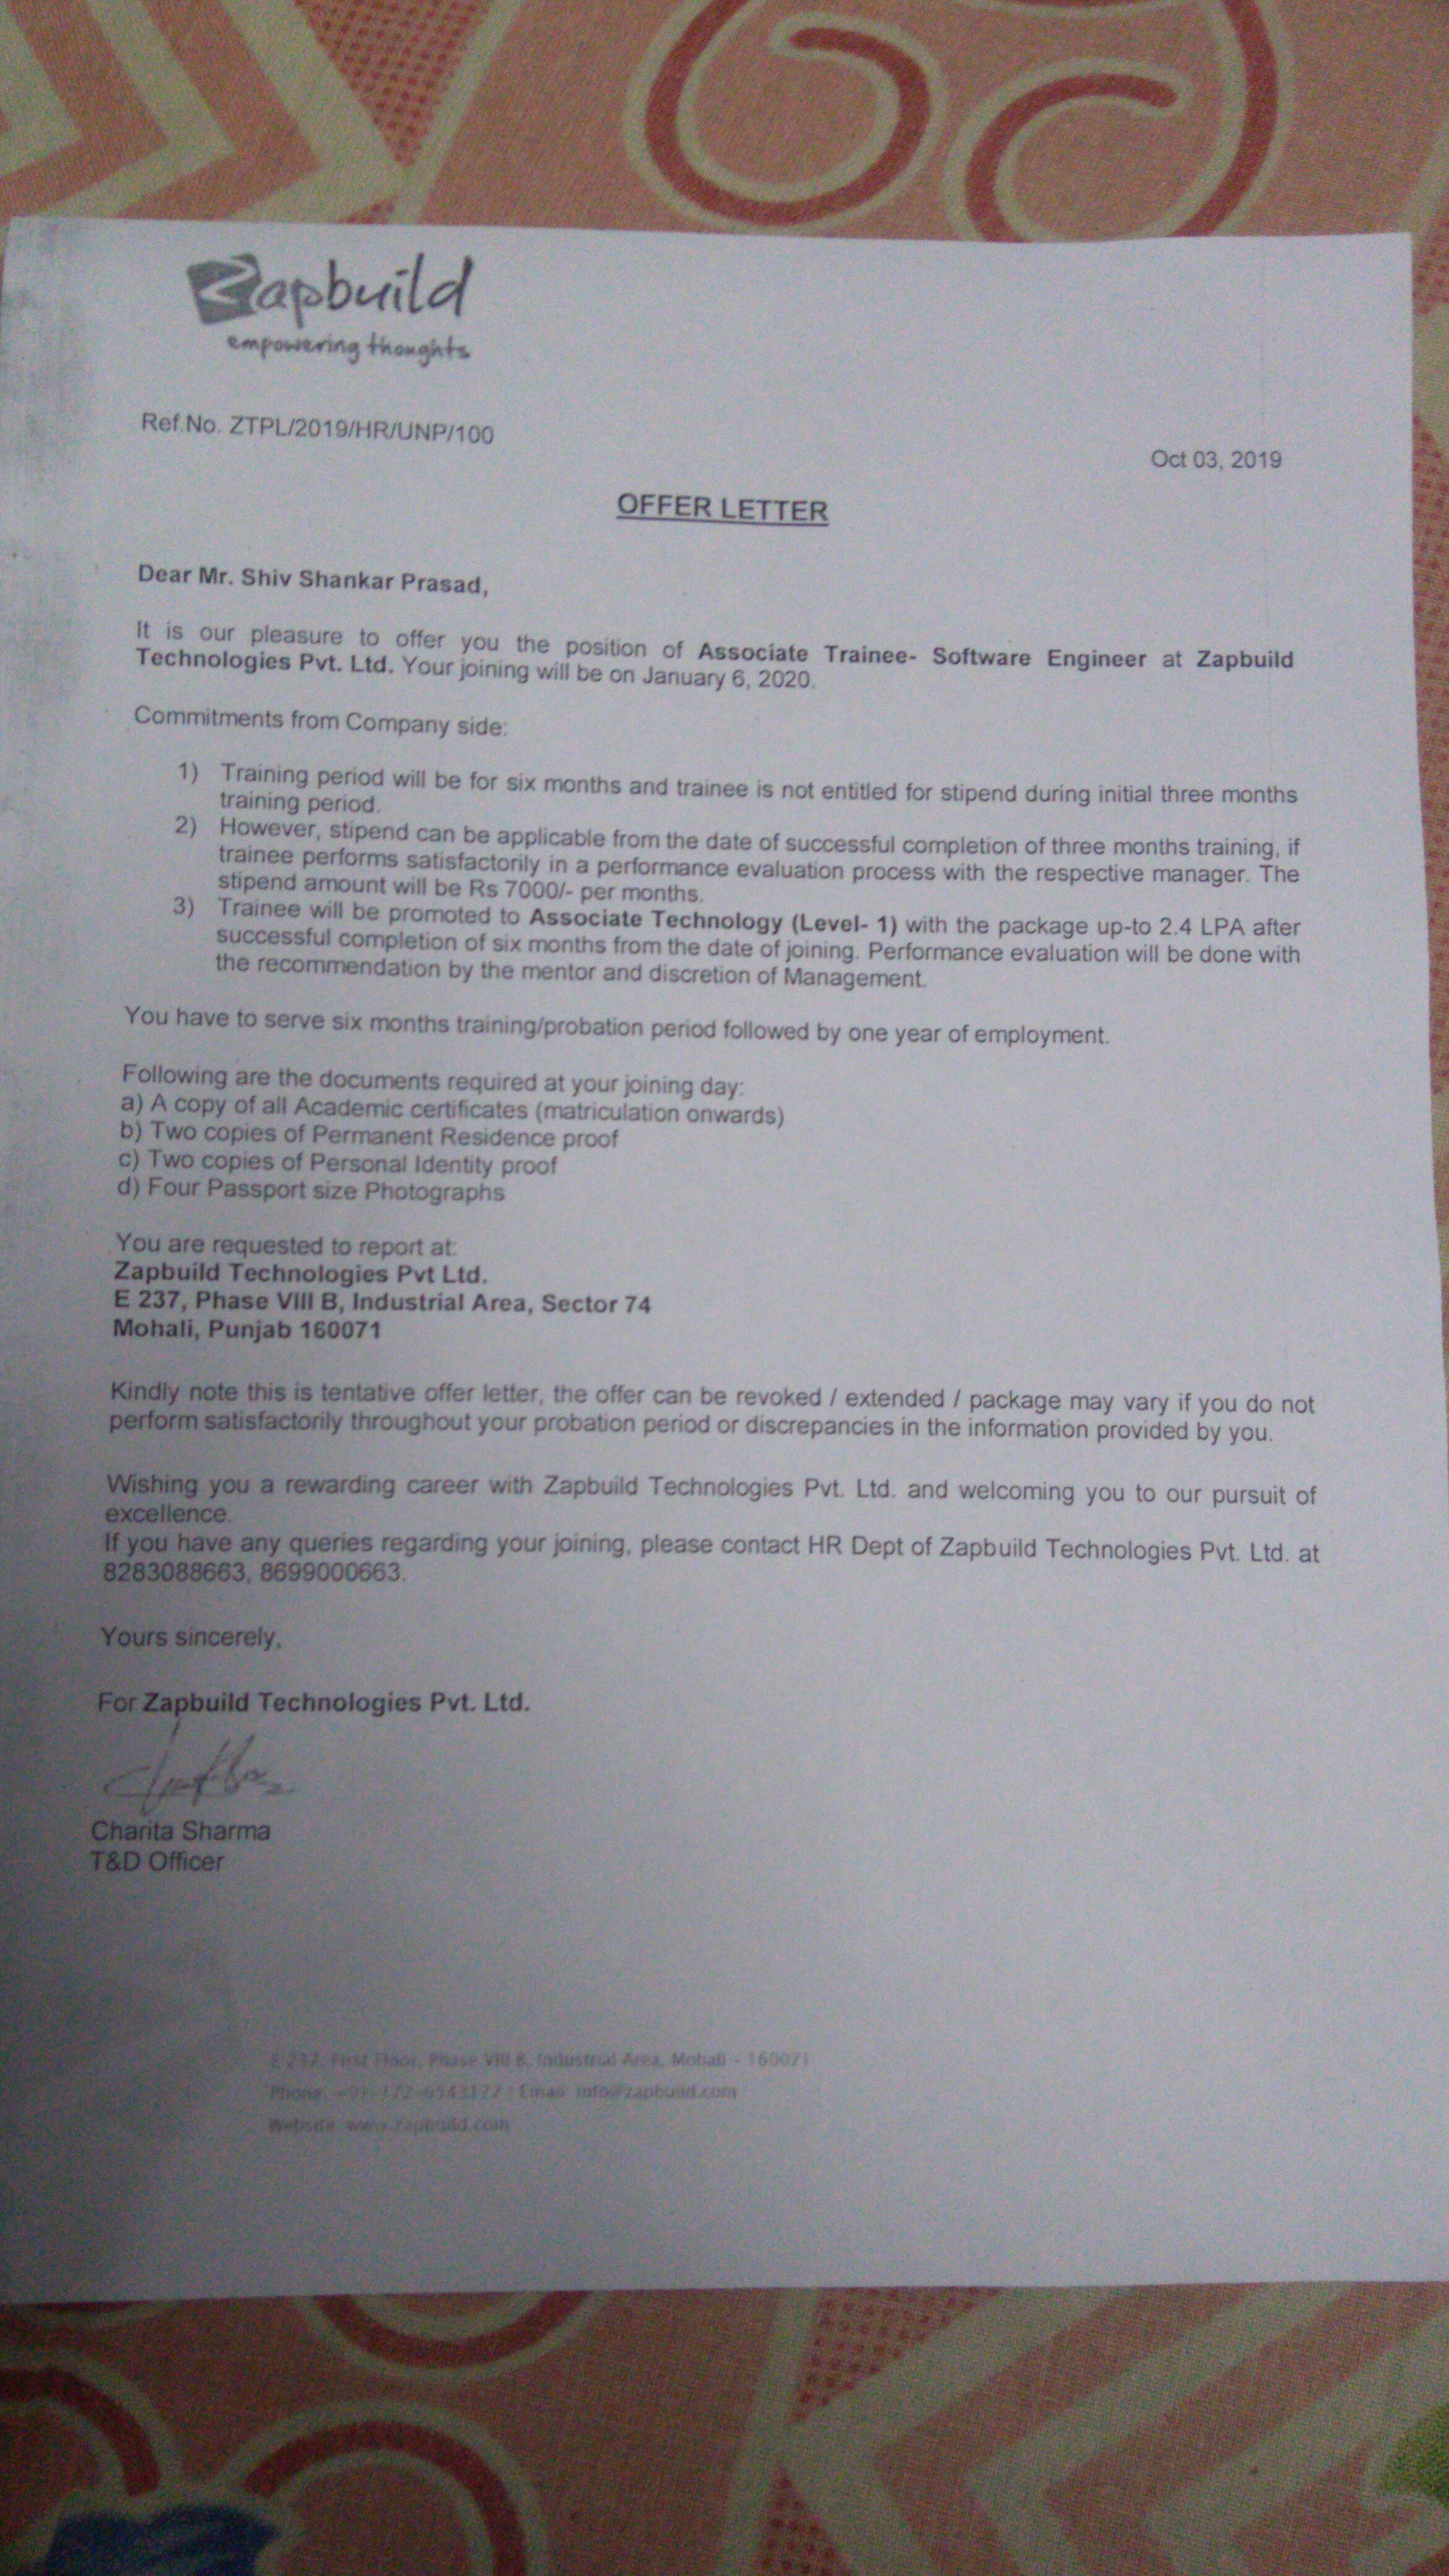 Zapbuild
empowering thoughts
Ref.No. ZTPL/2019/HR/UNP/100
Oct 03, 2019
OFFER LETTER
Dear Mr. Shiv Shankar Prasad,
It is our pleasure to offer you the position of Associate Trainee- Software Engineer at Zapbuild
Technologies Pvt. Ltd. Your joining will be on January 6, 2020.
Commitments from Company side:
1) Training period will be for six months and trainee is not entitled for stipend during initial three months
training period.
2) However, stipend can be applicable from the date of successful completion of three months training, if
trainee performs satisfactorily in a performance evaluation process with the respective manager. The
stipend amount will be Rs 7000/- per months.
3) Trainee will be promoted to Associate Technology (Level- 1) with the package up-to 2.4 LPA after
successful completion of six months from the date of joining. Performance evaluation will be done with
the recommendation by the mentor and discretion of Management.
You have to serve six months training/probation period followed by one year of employment.
Following are the documents required at your joining day:
a) A copy of all Academic certificates (matriculation onwards)
b) Two copies of Permanent Residence proof
c) Two copies of Personal Identity proof
d) Four Passport size Photographs
You are requested to report at:
Zapbuild Technologies Pvt Ltd.
E 237, Phase VIII B, Industrial Area, Sector 74
Mohali, Punjab 160071
Kindly note this is tentative offer letter, the offer can be revoked / extended / package may vary if you do not
perform satisfactorily throughout your probation period or discrepancies in the information provided by you.
Wishing you a rewarding career with Zapbuild Technologies Pvt. Ltd. and welcoming you to our pursuit of
excellence.
If you have any queries regarding your joining, please contact HR Dept of Zapbuild Technologies Pvt. Ltd. at
8283088663, 8699000663.
Yours sincerely,
For Zapbuild Technologies Pvt. Ltd.
Charita Sharma
T&D Officer
E 237, First Floor, Phase VIII B, Industrial Area, Mohali - 160071
Phone: +91-172- Email: info@zapbuild.com
Website: www.zapbuild.com